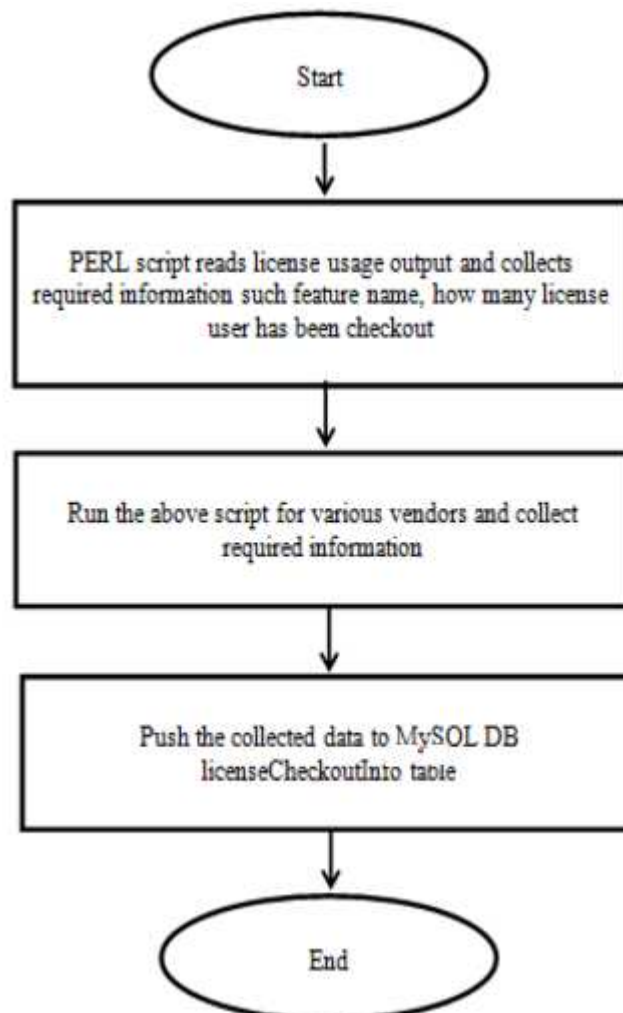 Start
PERL script reads license usage output and collects
required information such feature name, how many license
user has been checkout
Run the above script for various vendors and collect
required information
Push the collected data to MySQL DB
licenseCheckoutInfo table
End